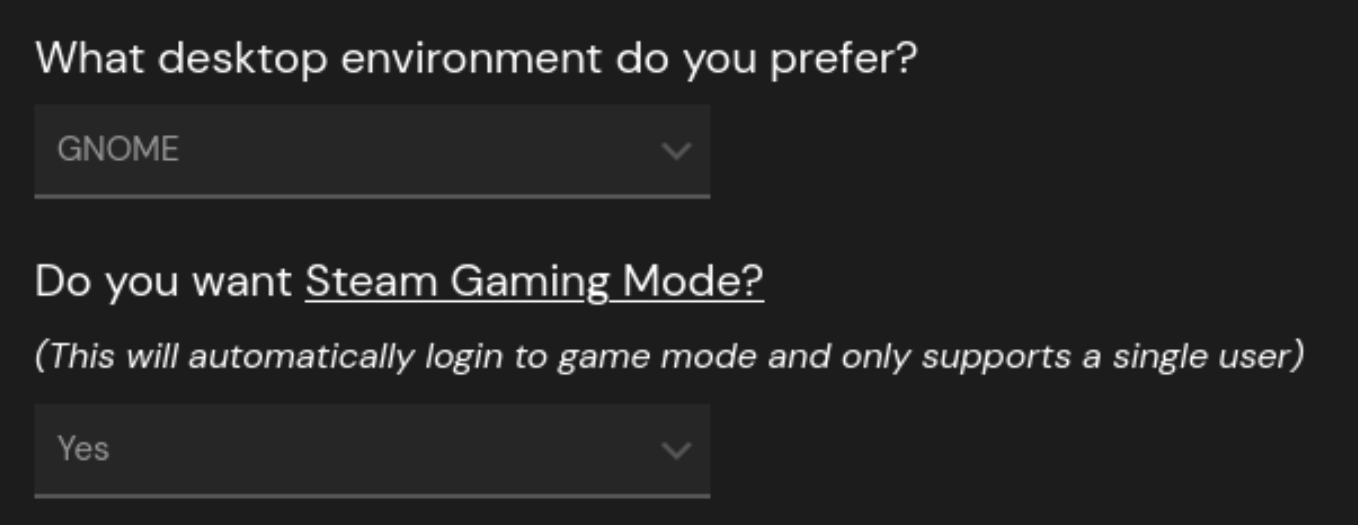 What desktop environment do you prefer?
GNOME
Do you want Steam Gaming Mode?
(This will automatically login to game mode and only supports a single user)
Yes